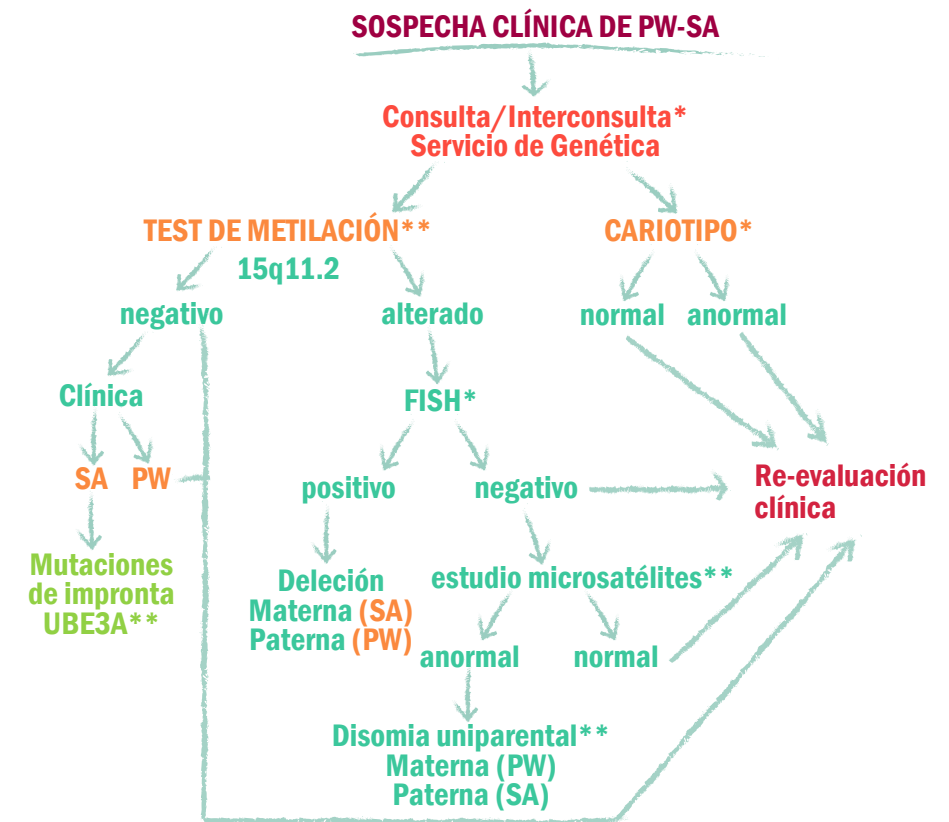 SOSPECHA CLÍNICA DE PW-SA
Consulta/Interconsulta*
Servicio de Genética
TEST DE METILACIÓN**
15q11.2
CARIOTIPO*
negativo
alterado
normal
anormal
Clínica
FISH*
SA
PW
positivo
negativo
Re-evaluación
clínica
Mutaciones
de impronta
UBE3A**
Deleción
Materna (SA)
Paterna (PW)
estudio microsatélites**
anormal
normal
Disomia uniparental**
Materna (PW)
Paterna (SA)